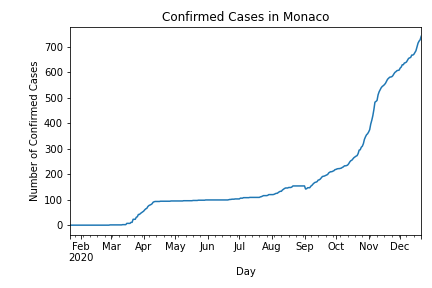 Confirmed Cases in Monaco
Number of Confirmed Cases
700
600
500
400
300
200
100
0
Feb Mar Apr May Jun Jul Aug Sep Oct Nov Dec
2020
Day